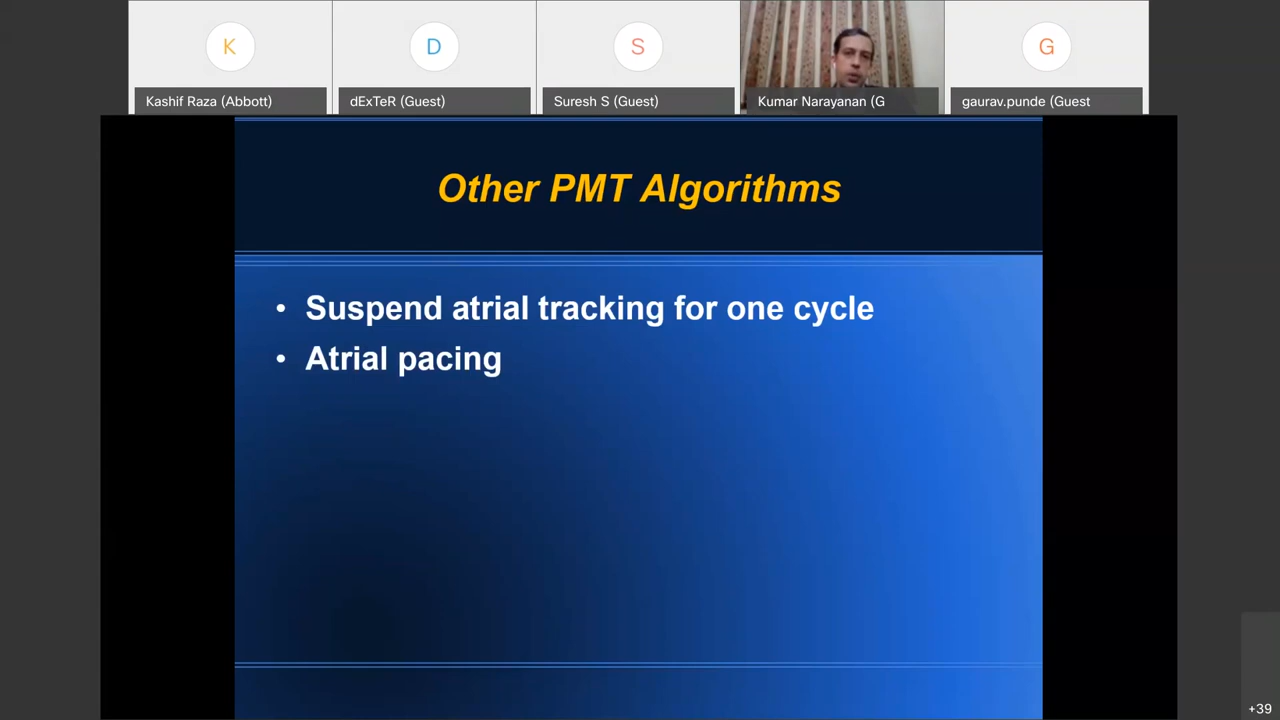 K
D
S
G
Kashif Raza (Abbott)
dExTeR (Guest)
Suresh S (Guest)
Kumar Narayanan (G
gaurav.punde (Guest
Other PMT Algorithms
• Suspend atrial tracking for one cycle
• Atrial pacing
+39